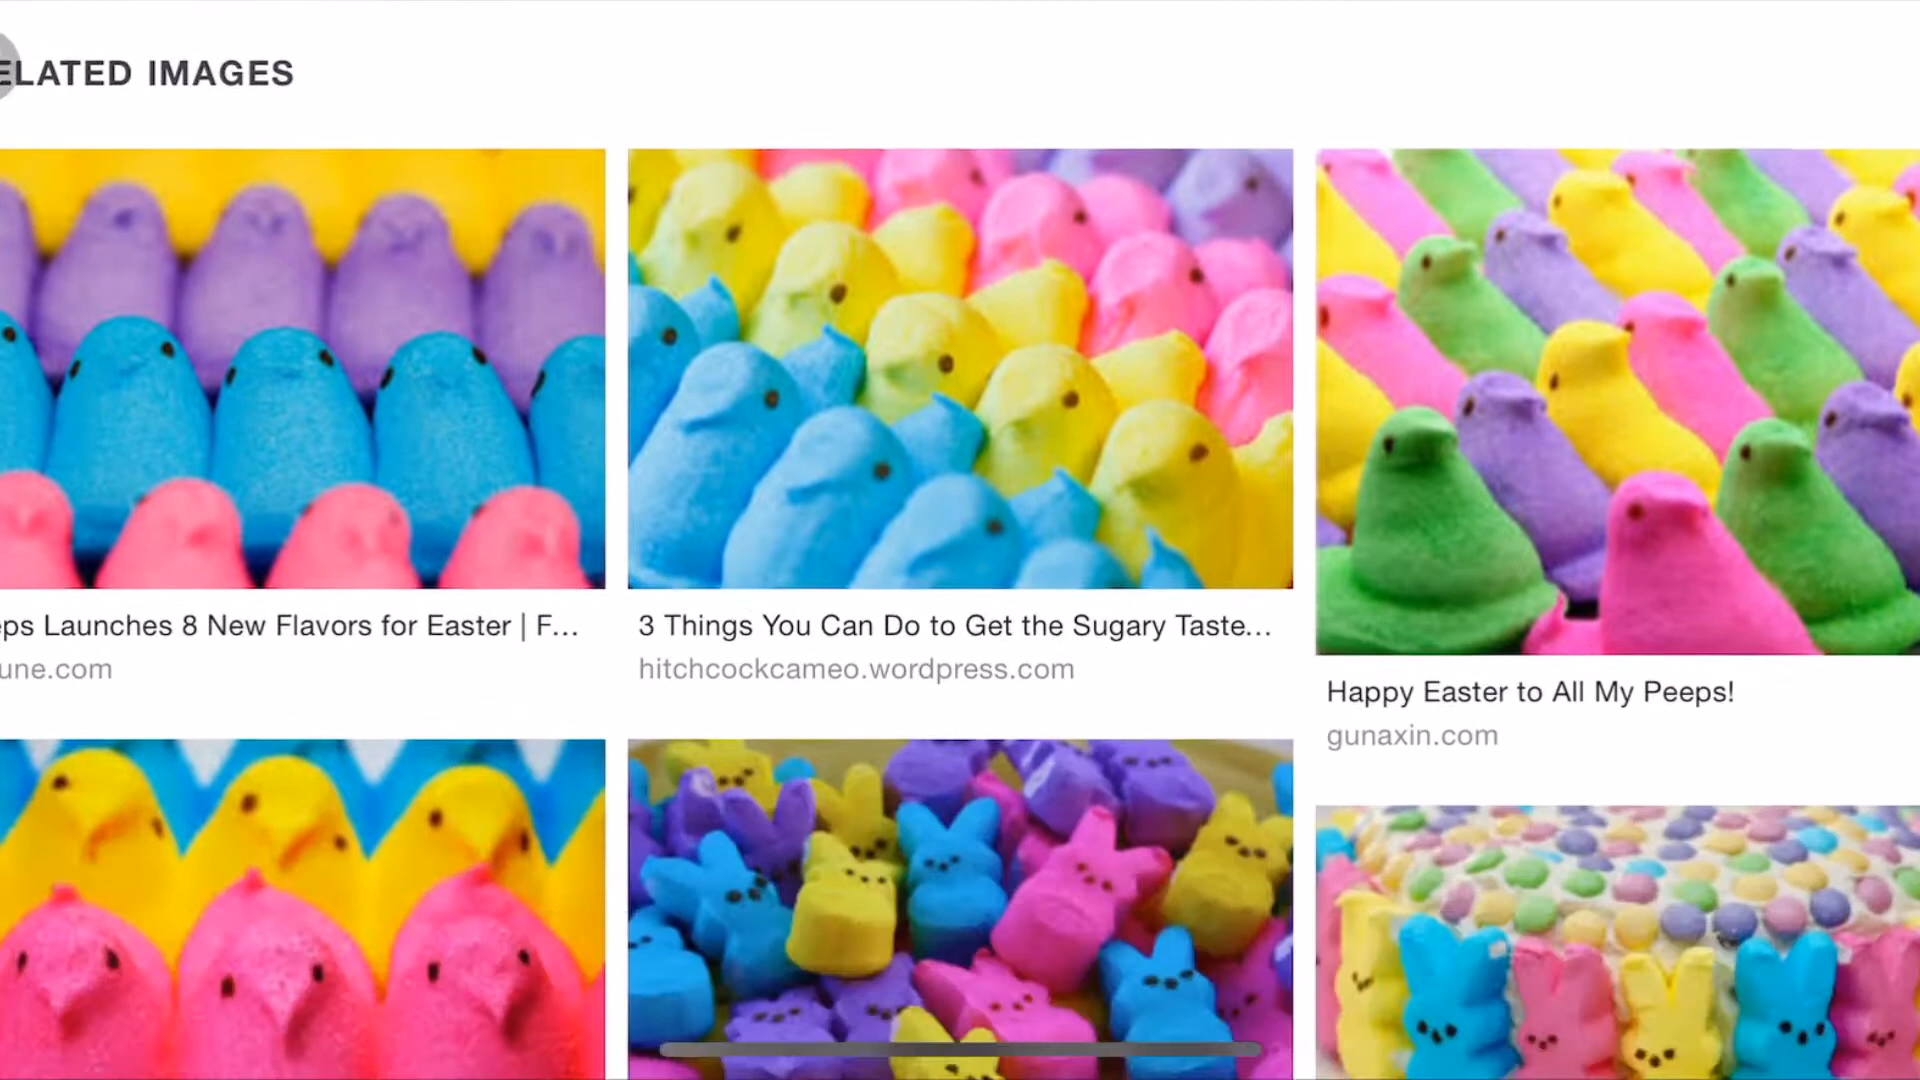 ELATED IMAGES
eps Launches 8 New Flavors for Easter | F...
une.com
3 Things You Can Do to Get the Sugary Taste...
hitchcockcameo.wordpress.com
Happy Easter to All My Peeps!
gunaxin.com